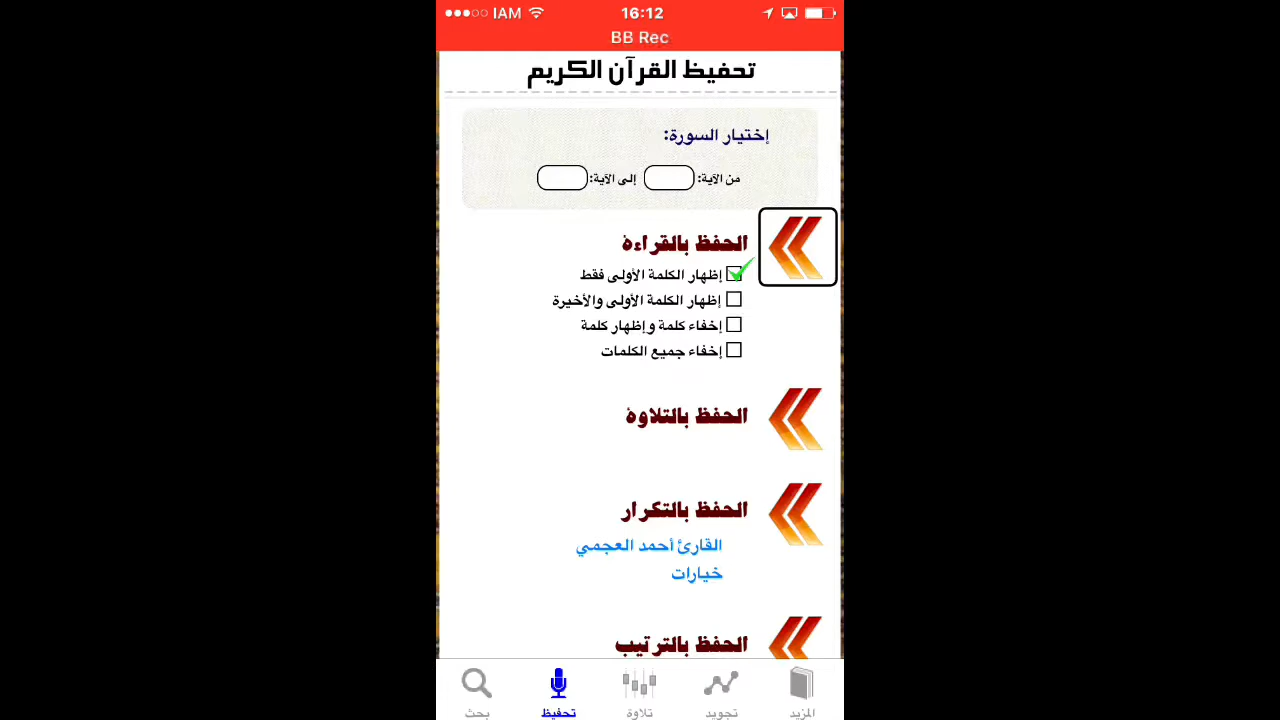 IAM 16:12
BB Rec
تحفيظ القرآن الكريم
إختيار السورة:
من الآية: إلى الآية:
الحفظ بالقراءة
إظهار الكلمة الأولى فقط
إظهار الكلمة الأولى والأخيرة
إخفاء كلمة وإظهار كلمة
إخفاء جميع الكلمات
الحفظ بالتلاوة
الحفظ بالتكرار
القارئ أحمد العجمي
خيارات
الحفظ بالترتيب
المزيد تجويد تلاوة تحفيظ بحث